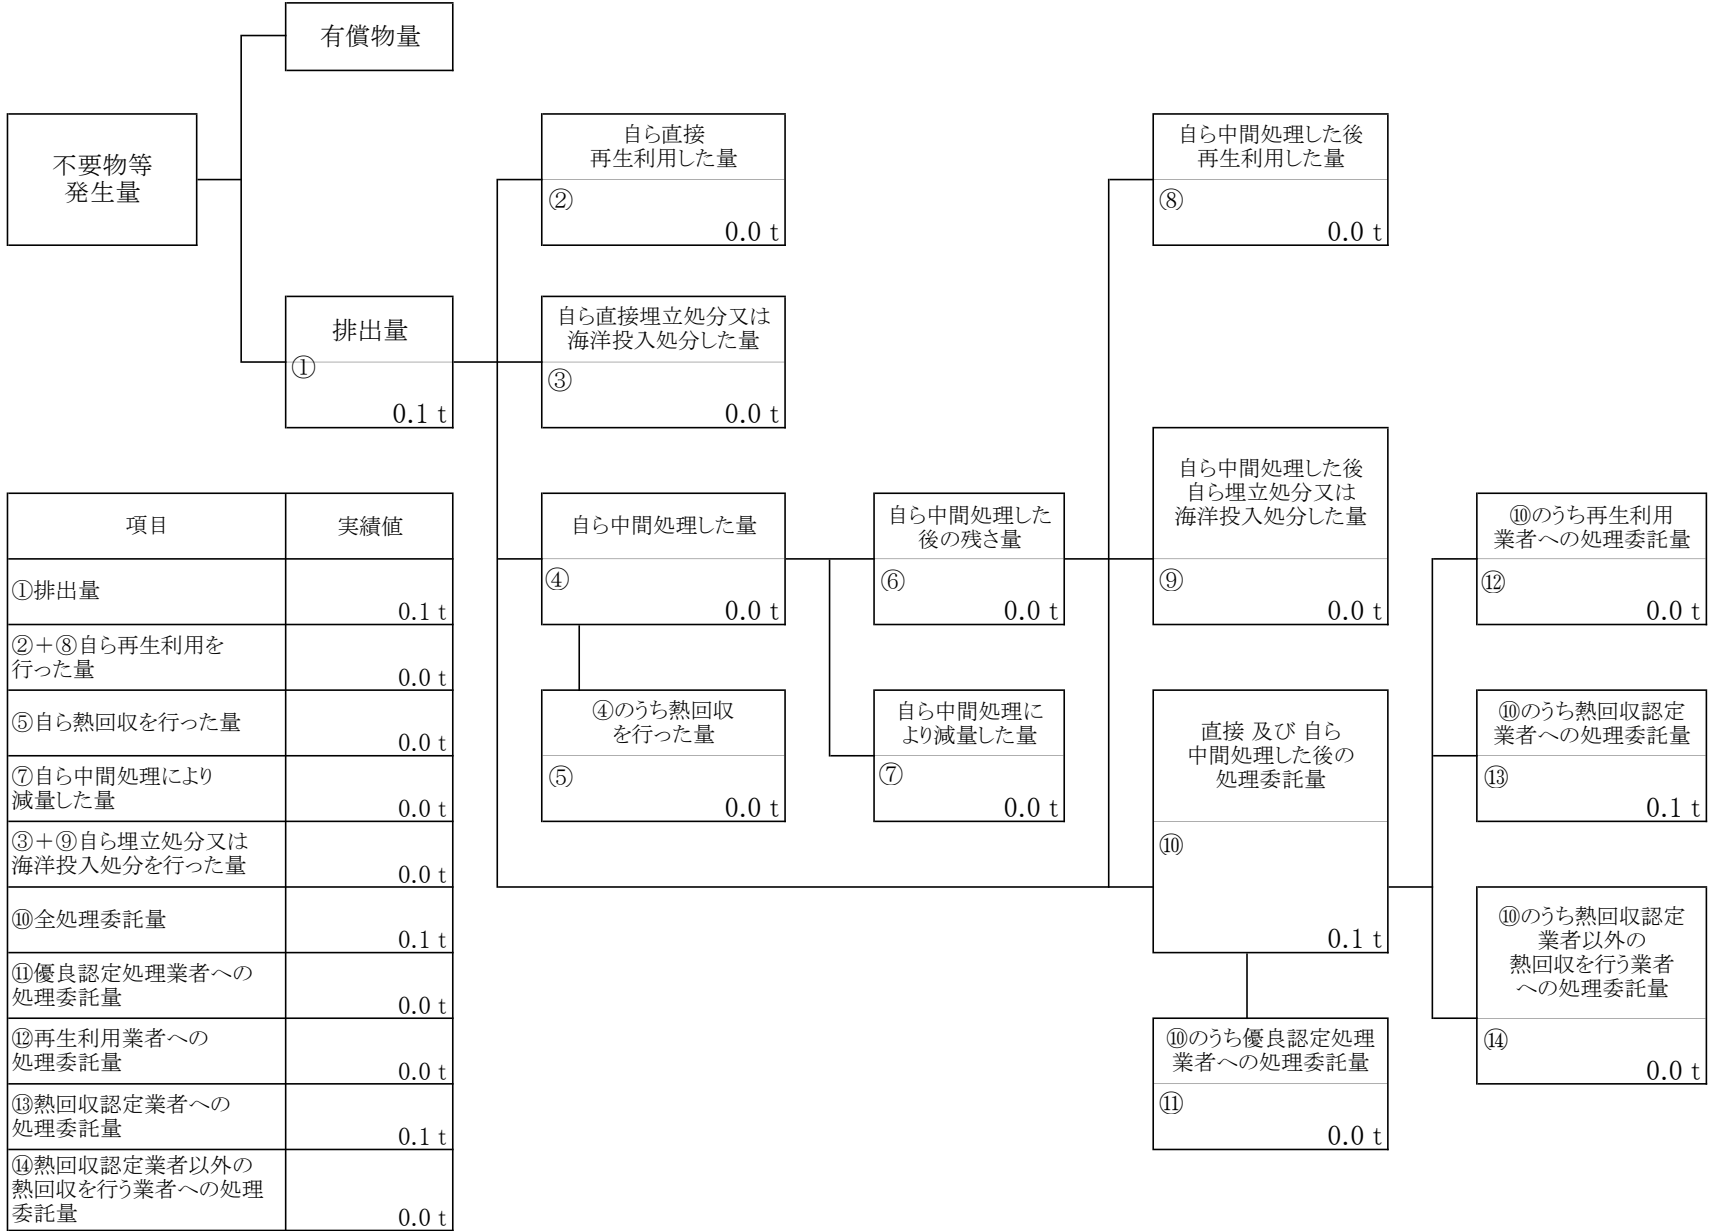 有償物量
不要物等
発生量
自ら直接
再生利用した量
②
0.0 t
自ら中間処理した後
再生利用した量
⑧
0.0 t
排出量
①
0.1 t
自ら直接埋立処分又は
海洋投入処分した量
③
0.0 t
自ら中間処理した量
④
0.0 t
自ら中間処理した
後の残さ量
⑥
0.0 t
自ら中間処理した後
自ら埋立処分又は
海洋投入処分した量
⑨
0.0 t
⑩のうち再生利用
業者への処理委託量
⑫
0.0 t
④のうち熱回収
を行った量
⑤
0.0 t
自ら中間処理に
より減量した量
⑦
0.0 t
直接 及び 自ら
中間処理した後の
処理委託量
⑩
0.1 t
⑩のうち熱回収認定
業者への処理委託量
⑬
0.1 t
⑩のうち熱回収認定
業者以外の
熱回収を行う業者
への処理委託量
⑭
0.0 t
⑩のうち優良認定処理
業者への処理委託量
⑪
0.0 t
項目 実績値
①排出量
0.1 t
②＋⑧自ら再生利用を
行った量
0.0 t
⑤自ら熱回収を行った量
0.0 t
⑦自ら中間処理により
減量した量
0.0 t
③＋⑨自ら埋立処分又は
海洋投入処分を行った量
0.0 t
⑩全処理委託量
0.1 t
⑪優良認定処理業者への
処理委託量
0.0 t
⑫再生利用業者への
処理委託量
0.0 t
⑬熱回収認定業者への
処理委託量
0.1 t
⑭熱回収認定業者以外の
熱回収を行う業者への処理
委託量
0.0 t